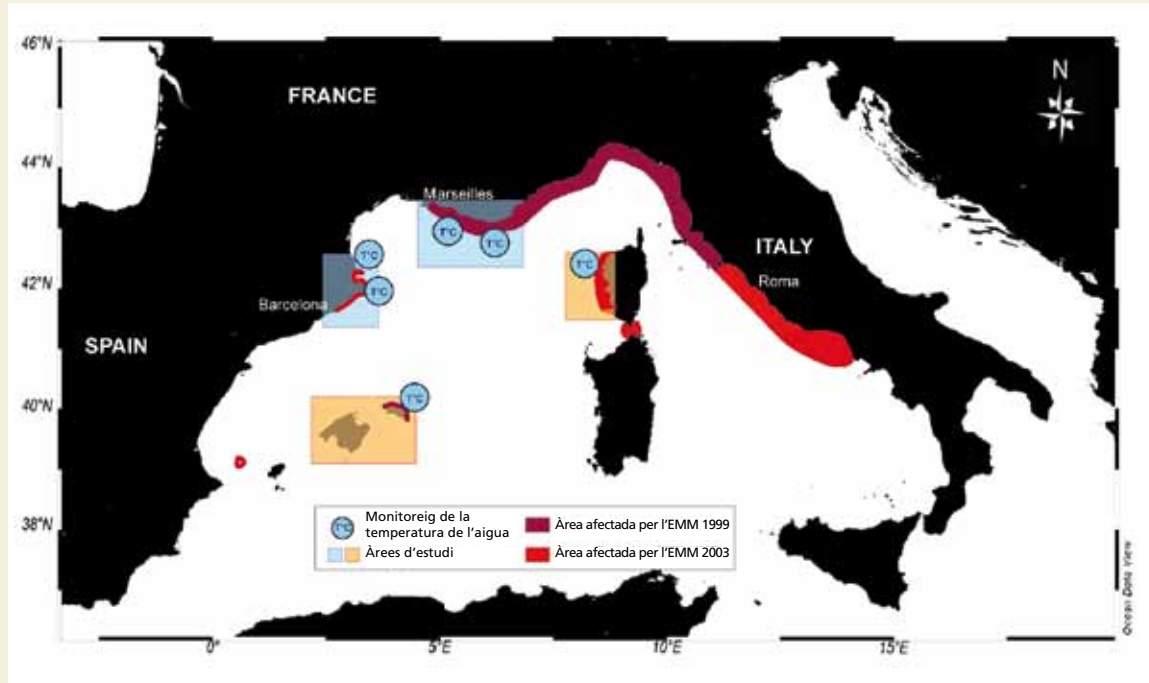 46°N
44°N
42°N
40°N
38°N
FRANCE
N
Marseilles
T°C
T°C
ITALY
T°C
T°C
Roma
T°C
Barcelona
SPAIN
T°C
T°C
Monitoreig de la
temperatura de l'aigua
Àrees d'estudi
Àrea afectada per l'EMM 1999
Àrea afectada per l'EMM 2003
0°
5°E
10°E
15°E
Ocean Data View